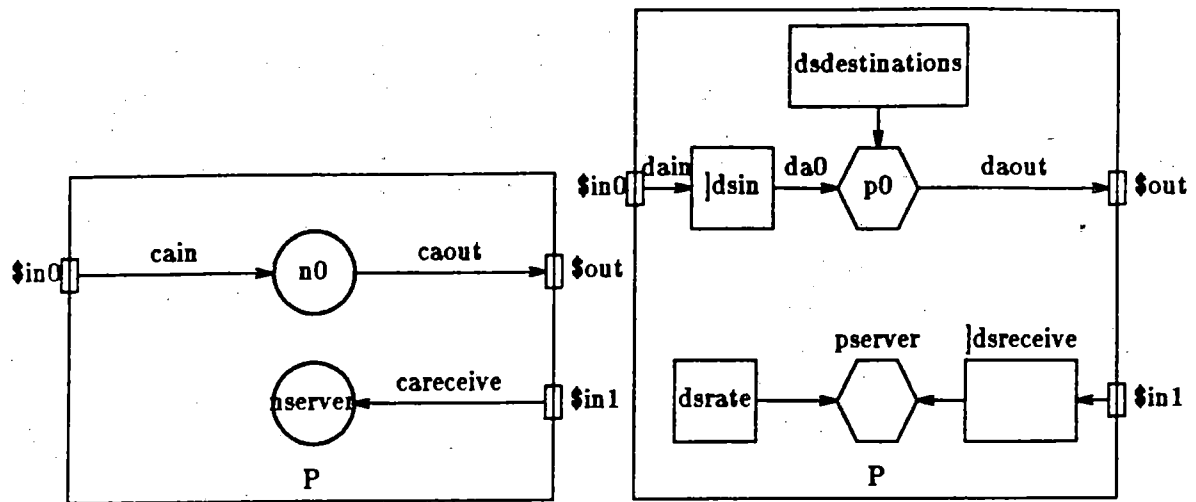 $in0
cain
n0
caout
$out
nserver
careceive
$in1
P
dsdestinations
$in0
dain
]dsin
da0
p0
daout
$out
pserver
]dsreceive
dsrate
$in1
P